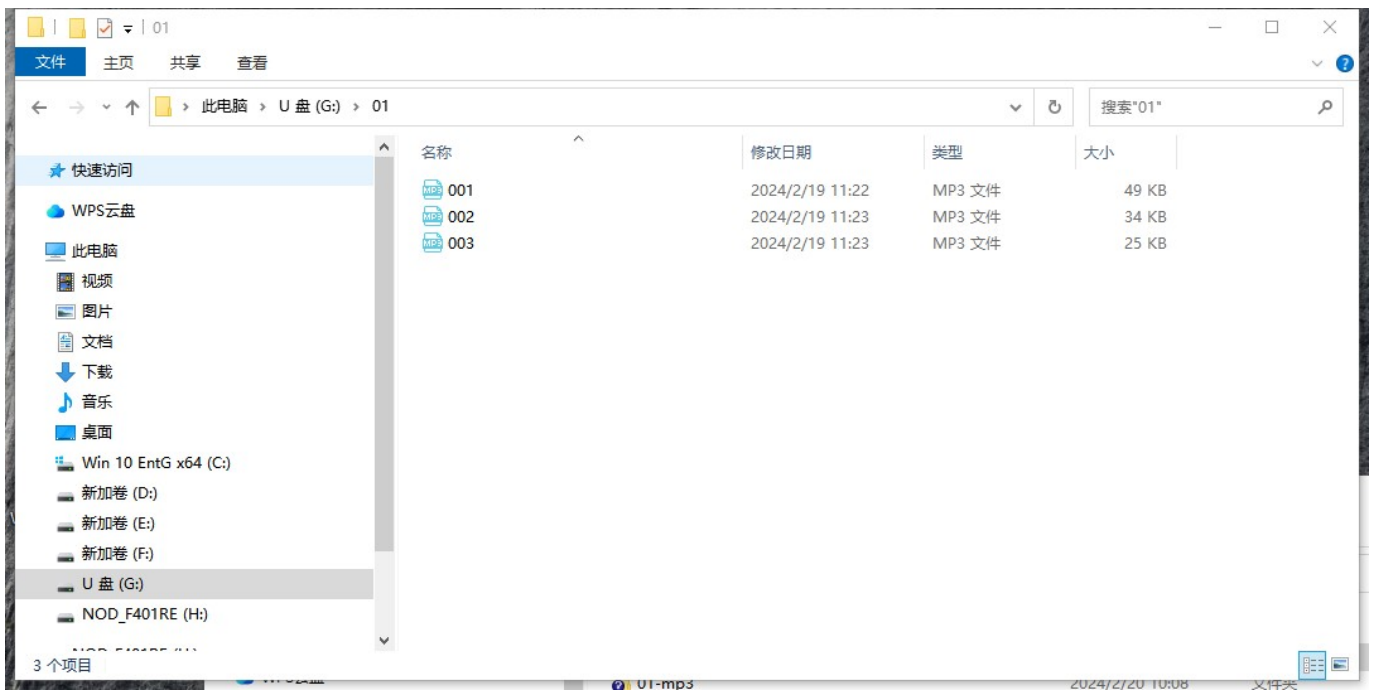 01
文件 主页 共享 查看
此电脑 › U 盘 (G:) › 01
搜索"01"
快速访问
WPS云盘
此电脑
视频
图片
文档
下载
音乐
桌面
Win 10 EntG x64 (C:)
新加卷 (D:)
新加卷 (E:)
新加卷 (F:)
U 盘 (G:)
NOD_F401RE (H:)
名称 修改日期 类型 大小
001 2024/2/19 11:22 MP3 文件 49 KB
002 2024/2/19 11:23 MP3 文件 34 KB
003 2024/2/19 11:23 MP3 文件 25 KB
3 个项目
01-mp3 2024/2/20 10:08 文件夹